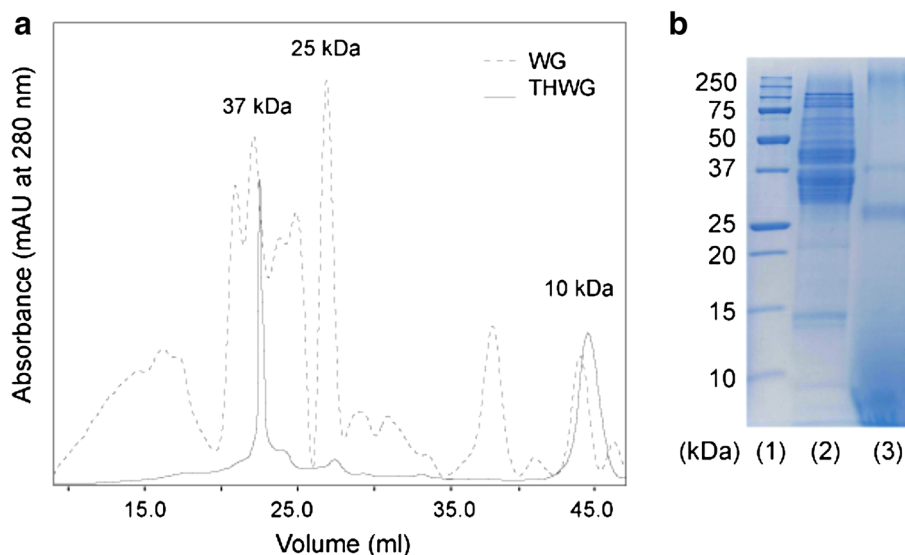 a
Absorbance (mAU at 280 nm)
37 kDa
25 kDa
10 kDa
WG
THWG
15.0
25.0
35.0
45.0
Volume (ml)
b
250
75
50
37
25
20
15
10
(kDa) (1) (2) (3)